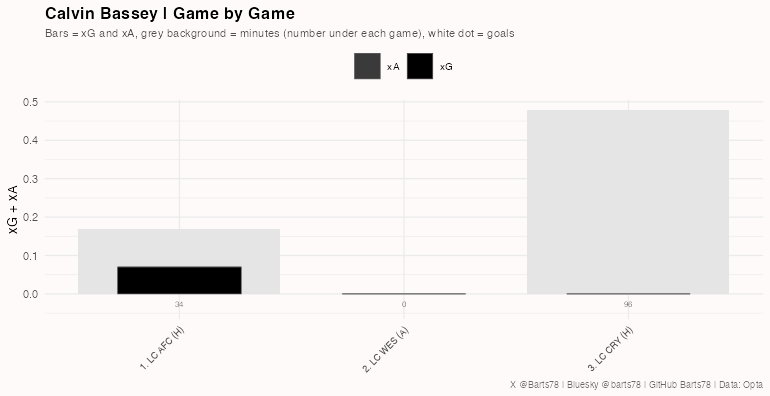 Calvin Bassey | Game by Game
Bars = xG and xA, grey background = minutes (number under each game), white dot = goals
xA xG
xG + xA
0.5
0.4
0.3
0.2
0.1
0.0
34 0 96
1. LC AFC (H) 2. LC WES (A) 3. LC CRY (H)
X @Barts78 | Bluesky @barts78 | GitHub Barts78 | Data: Opta